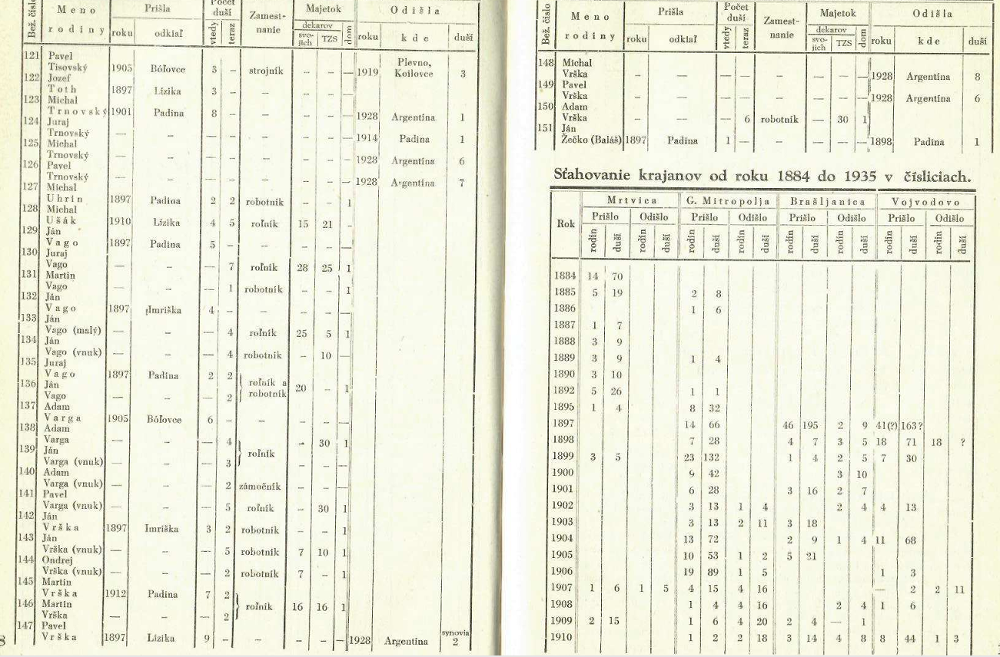 Bež. číslo Meno rodiny Prišla Počet duší Zamest-nanie Majetok Odišla
roku odkiaľ vtedy teraz dekarov svo-jich TZS dom roku kde duší
121 Pavel
Tisovský 1905 Bóľovce 3 – strojník – – — 1919 Plevno, Koilovce 3
122 Jozef
Toth 1897 Lízika 3 – – – – —
123 Michal
Trnovský 1901 Padina 8 – – – – — 1928 Argentína 1
124 Juraj
Trnovský — – — – – – – – 1914 Padina 1
125 Michal
Trnovský — – — – – – – – 1928 Argentína 6
126 Pavel
Trnovský — – — – – – – – 1928 Argentína 7
127 Michal
Uhrin 1897 Padina 2 2 robotník – – 1
128 Michal
Ušák 1910 Lízika 4 5 roľník 15 21 –
129 Ján
Vago 1897 Padina 5 – – – – —
130 Juraj
Vago — – — 7 roľník 28 25 1
131 Martin
Vago — – — 1 robotník – – 1
132 Ján
Vago 1897 Imriška 4 – – – – —
133 Ján
Vago (malý) — – — 4 roľník 25 5 1
134 Ján
Vago (vnuk) — – — 4 robotník – 10 —
135 Juraj
Vago 1897 Padina 2 2
136 Ján roľník a robotník 20 – 1
Vago — – — 2
137 Adam
Varga 1905 Bóľovce 6 – – – – —
138 Adam
Varga — – — 4 – 30 1
139 Ján roľník
Varga (vnuk) — – — 3 – – —
140 Adam
Varga (vnuk) — – — 2 zámočník – – —
141 Pavel
Varga (vnuk) — – — 5 roľník – 30 1
142 Ján
Vrška 1897 Imriška 3 2 robotník – – 1
143 Ján
Vrška (vnuk) — – — 5 robotník 7 10 1
144 Ondrej
Vrška (vnuk) — – — 2 robotník 7 – 1
145 Martin
Vrška 1912 Padina 7 2
146 Martin roľník 16 16 1
Vrška — – — 2
147 Pavel
Vrška 1897 Lízika 9 – – – – — 1928 Argentína synovia 2
8
Bež. číslo Meno rodiny Prišla Počet duší Zamest-nanie Majetok Odišla
roku odkiaľ vtedy teraz dekarov svo-jich TZS dom roku kde duší
148 Michal
Vrška – – — – – — – — 1928 Argentína 8
149 Pavel
Vrška – – — – – — – — 1928 Argentína 6
150 Adam
Vrška – – — 6 robotník — 30 1
151 Ján
Žečko (Baláš) 1897 Padina 1 — – — – — 1898 Padina 1
Sťahovanie krajanov od roku 1884 do 1935 v čísliciach.
Rok Mrtvica G. Mitropolja Brašljanica Vojvodovo
Prišlo Odišlo Prišlo Odišlo Prišlo Odišlo Prišlo Odišlo
rodín duší rodín duší rodín duší rodín duší rodín duší rodín duší rodín duší rodín duší
1884 14 70
1885 5 19 2 8
1886 1 6
1887 1 7
1888 3 9
1889 3 9 1 4
1890 3 10
1892 5 26 1 1
1895 1 4 8 32
1897 14 66 46 195 2 9 41(?) 163?
1898 7 28 4 7 3 5 18 71 18 ?
1899 3 5 23 132 1 4 2 5 7 30
1900 9 42 3 10
1901 6 28 3 16 2 7
1902 3 13 1 4 2 4 4 13
1903 3 13 2 11 3 18
1904 13 72 2 9 1 4 11 68
1905 10 53 1 2 5 21
1906 19 89 1 5 1 3
1907 1 6 1 5 4 15 4 16 — 2 2 11
1908 1 4 4 16 2 4 1 6
1909 2 15 1 6 4 20 2 4 — 1
1910 1 2 2 18 3 14 4 8 8 44 1 3